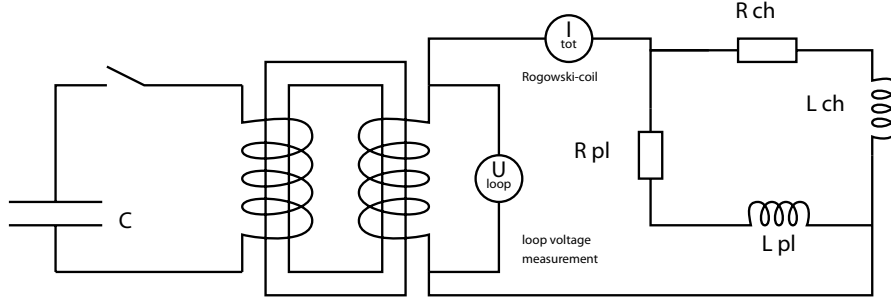 R ch
I
tot
Rogowski-coil
L ch
R pl
U
loop
C
L pl
loop voltage
measurement